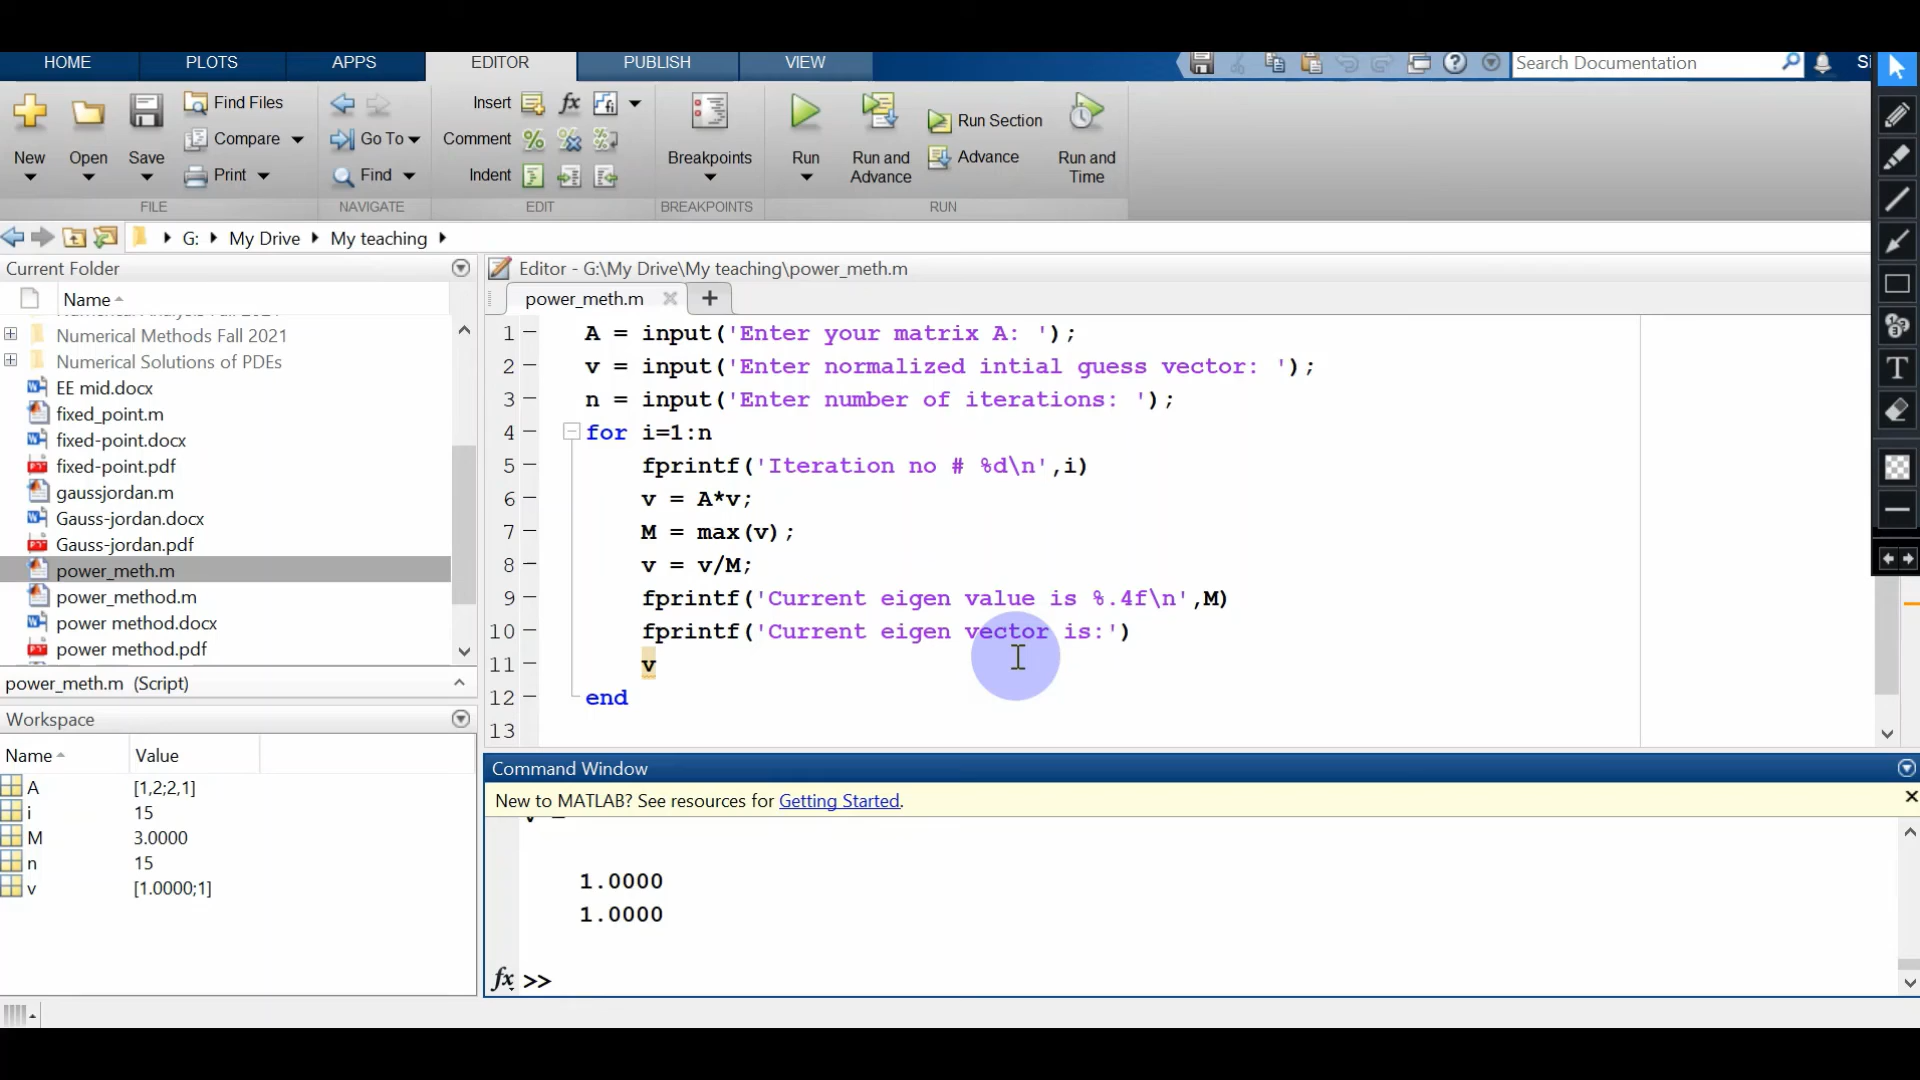 HOME PLOTS APPS EDITOR PUBLISH VIEW Search Documentation Si
New Open Save Find Files Compare Print Go To Find Insert fx Comment Indent Breakpoints Run Run and Advance Run Section Advance Run and Time
FILE NAVIGATE EDIT BREAKPOINTS RUN
G: My Drive My teaching
Current Folder
Name
Numerical Methods Fall 2021
Numerical Solutions of PDEs
EE mid.docx
fixed_point.m
fixed-point.docx
fixed-point.pdf
gaussjordan.m
Gauss-jordan.docx
Gauss-jordan.pdf
power_meth.m
power_method.m
power method.docx
power method.pdf
power_meth.m (Script)
Workspace
Name Value
A [1,2;2,1]
i 15
M 3.0000
n 15
v [1.0000;1]
Editor - G:\My Drive\My teaching\power_meth.m
power_meth.m
1 A = input('Enter your matrix A: ');
2 v = input('Enter normalized intial guess vector: ');
3 n = input('Enter number of iterations: ');
4 for i=1:n
5 fprintf('Iteration no # %d\n',i)
6 v = A*v;
7 M = max(v);
8 v = v/M;
9 fprintf('Current eigen value is %.4f\n',M)
10 fprintf('Current eigen vector is:')
11 v
12 end
13
Command Window
New to MATLAB? See resources for Getting Started.
1.0000
1.0000
fx >>
T